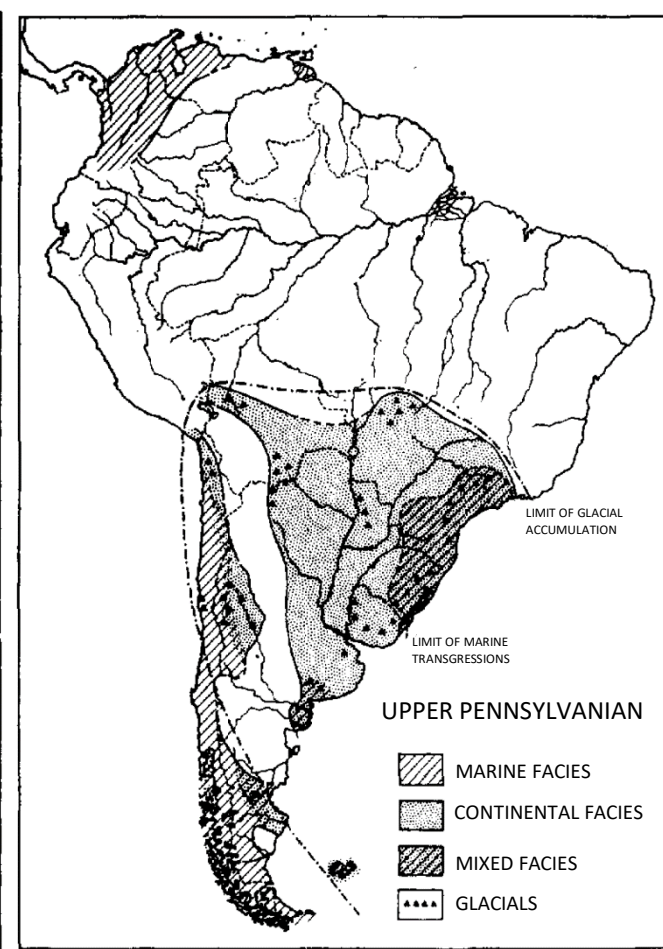 LIMIT OF GLACIAL
ACCUMULATION
LIMIT OF MARINE
TRANSGRESSIONS
UPPER PENNSYLVANIAN
MARINE FACIES
CONTINENTAL FACIES
MIXED FACIES
GLACIALS